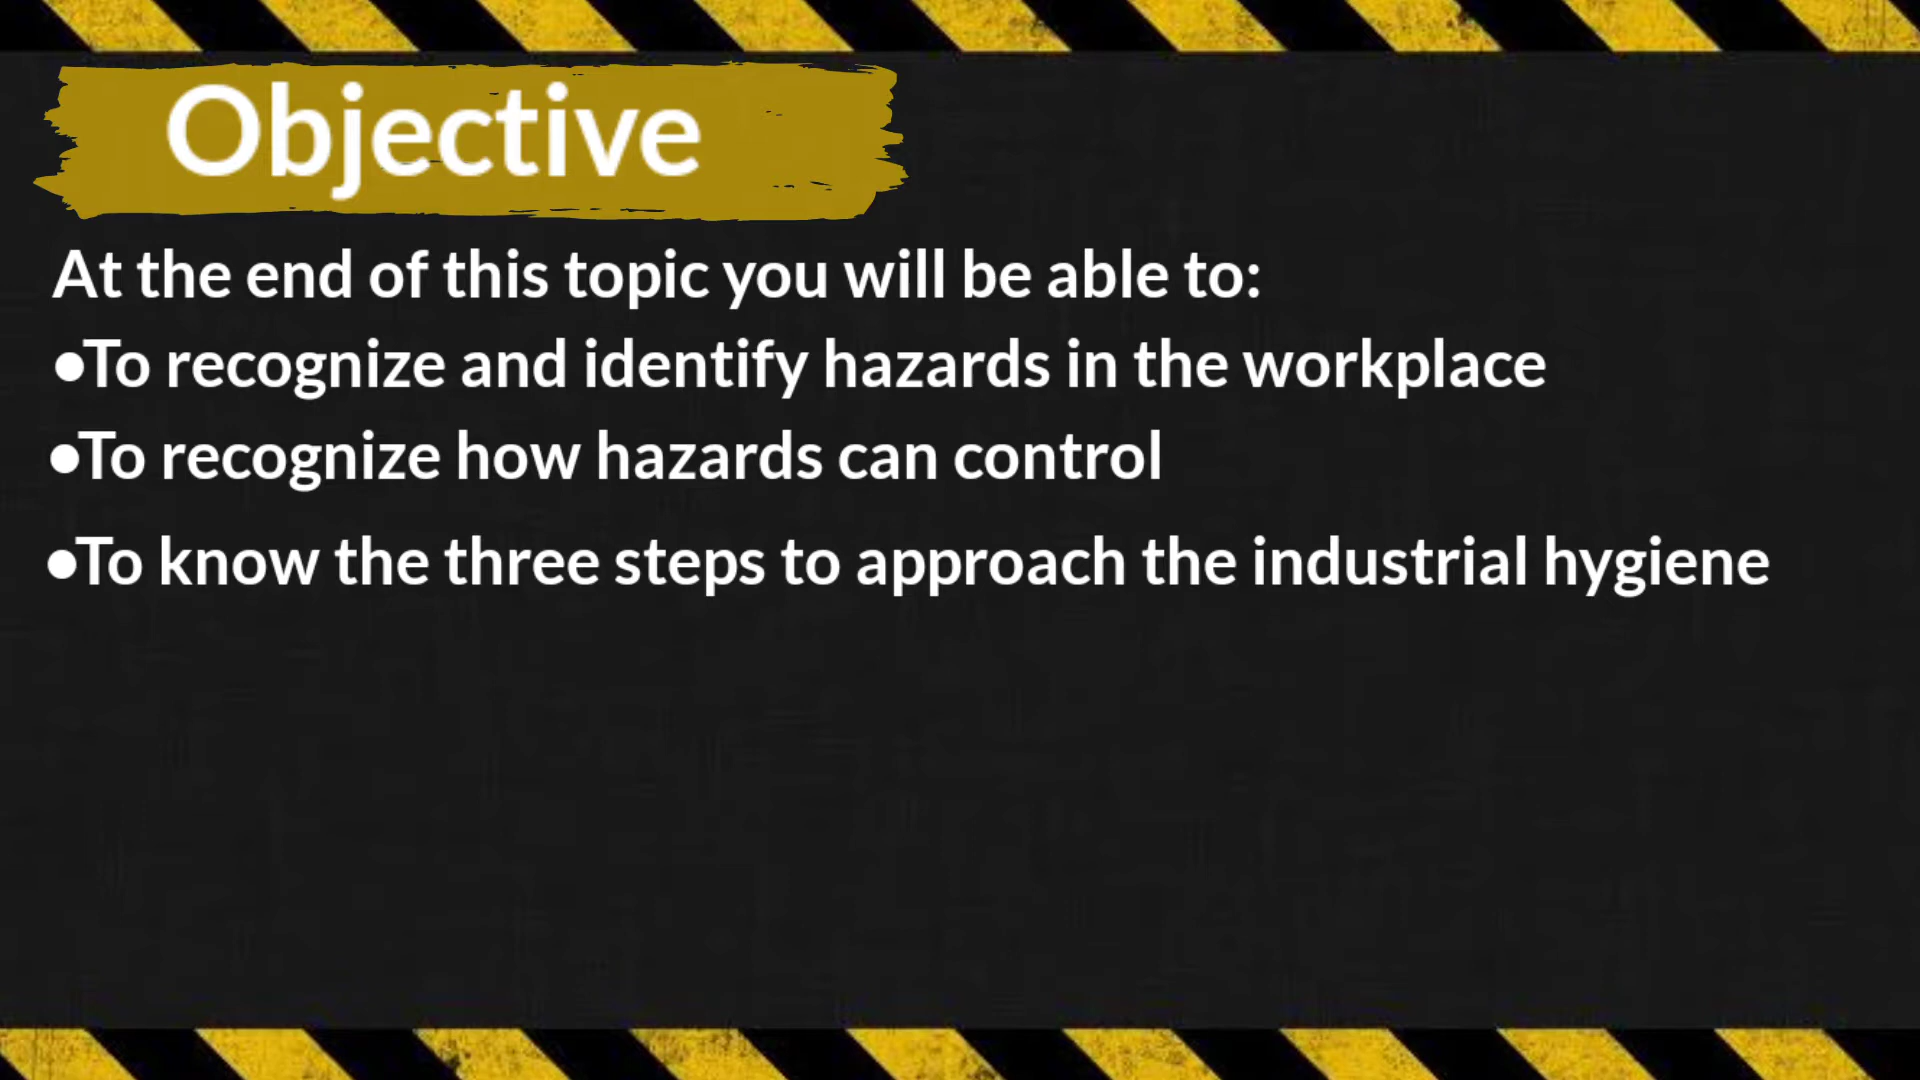 Objective
At the end of this topic you will be able to:
•To recognize and identify hazards in the workplace
•To recognize how hazards can control
•To know the three steps to approach the industrial hygiene